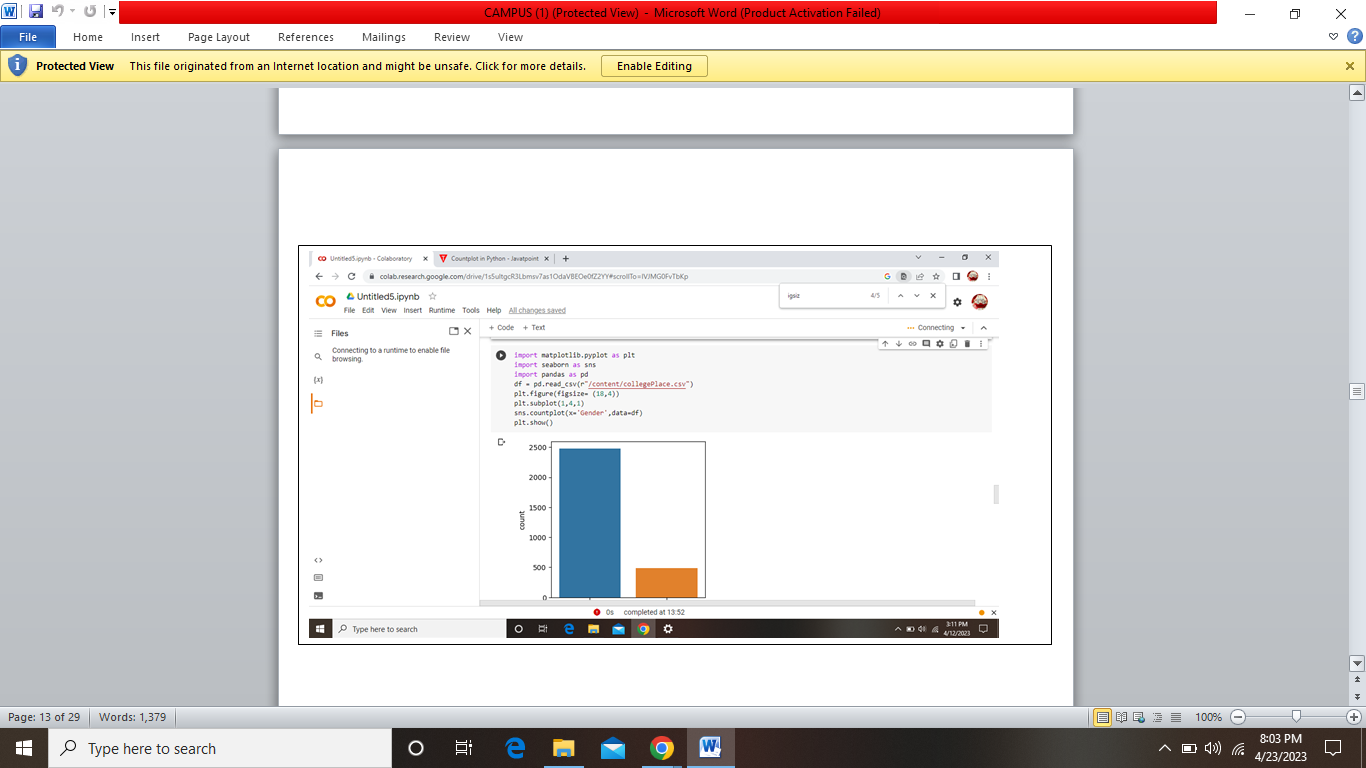 CAMPUS (1) (Protected View) - Microsoft Word (Product Activation Failed)
File Home Insert Page Layout References Mailings Review View
Protected View This file originated from an Internet location and might be unsafe. Click for more details. Enable Editing
Untitled5.ipynb - Colaboratory Countplot in Python - Javatpoint
colab.research.google.com/drive/1s5ultgcR3Lbmsv7as1OdaVBEOe0fZ2YY#scrollTo=IVJMG0FvTbKp
igsiz 4/5
Untitled5.ipynb
File Edit View Insert Runtime Tools Help All changes saved
Files
+ Code + Text
Connecting
Connecting to a runtime to enable file
browsing.
{x}
import matplotlib.pyplot as plt
import seaborn as sns
import pandas as pd
df = pd.read_csv(r"/content/collegePlace.csv")
plt.figure(figsize= (18,4))
plt.subplot(1,4,1)
sns.countplot(x='Gender',data=df)
plt.show()
2500
2000
1500
1000
500
0
count
0s completed at 13:52
Type here to search
3:11 PM
4/12/2023
Page: 13 of 29 Words: 1,379
100%
Type here to search
8:03 PM
4/23/2023